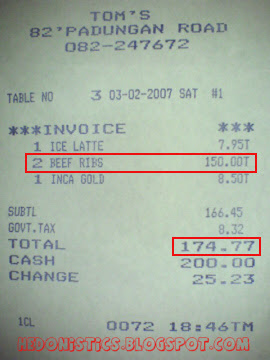 TOM'S
82'PADUNGAN ROAD
082-247672
TABLE NO 3 03-02-2007 SAT #1
***INVOICE ***
1 ICE LATTE 7.95T
2 BEEF RIBS 150.00T
1 INCA GOLD 8.50T
SUBTL 166.45
GOVT.TAX 8.32
TOTAL 174.77
CASH 200.00
CHANGE 25.23
1CL 0072 18:46TM
HEDONISTICS.BLOGSPOT.COM